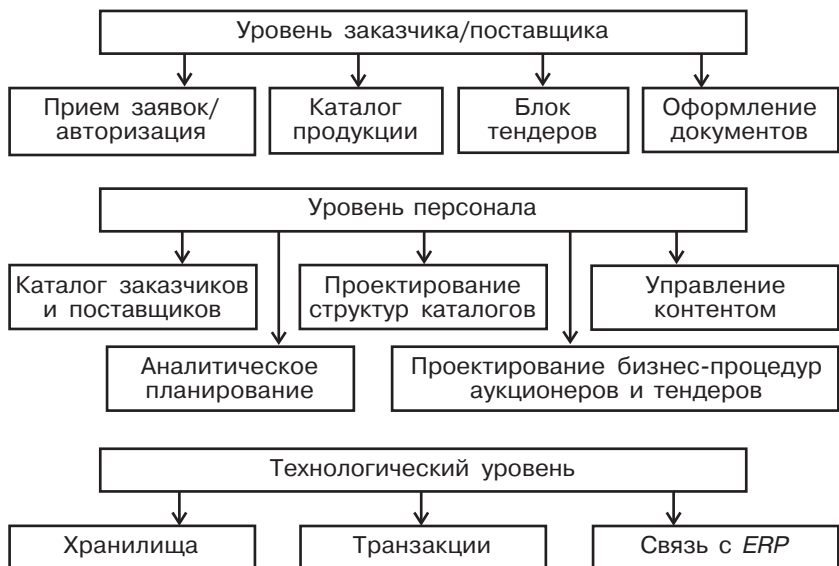 Уровень заказчика/поставщика
Прием заявок/
авторизация
Каталог
продукции
Блок
тендеров
Оформление
документов
Уровень персонала
Каталог заказчиков
и поставщиков
Проектирование
структур каталогов
Управление
контентом
Аналитическое
планирование
Проектирование бизнес-процедур
аукционеров и тендеров
Технологический уровень
Хранилища
Транзакции
Связь с ERP